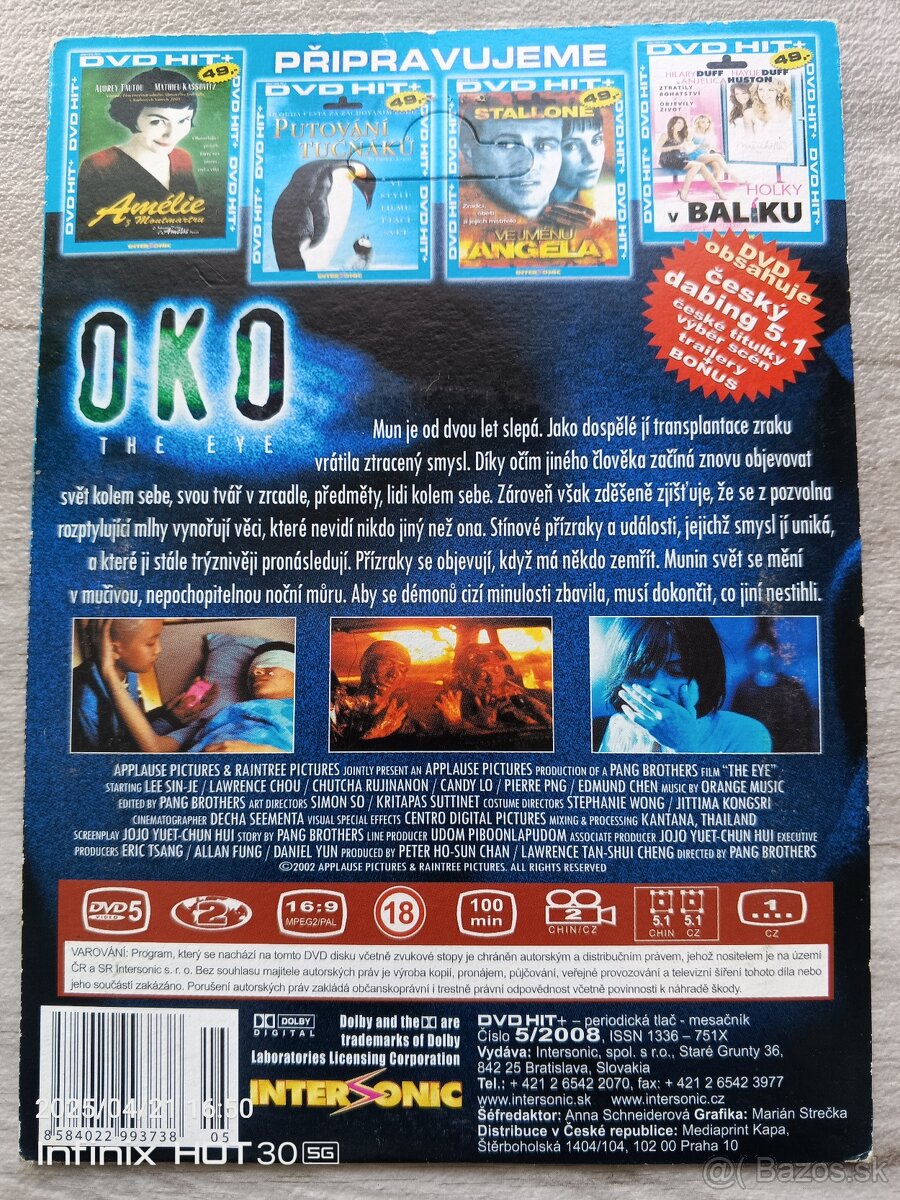 PŘIPRAVUJEME
DVD HIT+
49.-
AUDREY TAUTOU MATHIEU KASSOVITZ
Amélie
z Montmartru
INTERSONIC
DVD HIT+
49.-
PUTOVÁNÍ
TUČŇÁKŮ
INTERSONIC
DVD HIT+
49.-
STALLONE
VE JMÉNU
ANGELA
INTERSONIC
DVD HIT+
49.-
HILARY DUFF HAYLIE DUFF
ANJELICA HUSTON
ZTRATILY
BOHATSTVÍ
OBJEVILY
ŽIVOT
HOLKY
v BALÍKU
DVD
obsahuje
Český
dabing 5.1
české titulky
výběr scén
trailery
+
BONUS
OKO
THE EYE
Mun je od dvou let slepá. Jako dospělé jí transplantace zraku
vrátila ztracený smysl. Díky očím jiného člověka začíná znovu objevovat
svět kolem sebe, svou tvář v zrcadle, předměty, lidi kolem sebe. Zároveň však zděšeně zjišťuje, že se z pozvolna
rozptylující mlhy vynořují věci, které nevidí nikdo jiný než ona. Stínové přízraky a události, jejichž smysl jí uniká,
a které ji stále trýznivěji pronásledují. Přízraky se objevují, když má někdo zemřít. Munin svět se mění
v mučivou, nepochopitelnou noční můru. Aby se démonů cizí minulosti zbavila, musí dokončit, co jiní nestihli.
APPLAUSE PICTURES & RAINTREE PICTURES JOINTLY PRESENT AN APPLAUSE PICTURES PRODUCTION OF A PANG BROTHERS FILM "THE EYE"
STARTING LEE SIN-JE / LAWRENCE CHOU / CHUTCHA RUJINANON / CANDY LO / PIERRE PNG / EDMUND CHEN MUSIC BY ORANGE MUSIC
EDITED BY PANG BROTHERS ART DIRECTORS SIMON SO / KRITAPAS SUTTINET COSTUME DIRECTORS STEPHANIE WONG / JITTIMA KONGSRI
CINEMATOGRAPHER DECHA SEEMENTA VISUAL SPECIAL EFFECTS CENTRO DIGITAL PICTURES MIXING & PROCESSING KANTANA, THAILAND
SCREENPLAY JOJO YUET-CHUN HUI STORY BY PANG BROTHERS LINE PRODUCER UDOM PIBOONLAPUDOM ASSOCIATE PRODUCER JOJO YUET-CHUN HUI EXECUTIVE
PRODUCERS ERIC TSANG / ALLAN FUNG / DANIEL YUN PRODUCED BY PETER HO-SUN CHAN / LAWRENCE TAN-SHUI CHENG DIRECTED BY PANG BROTHERS
©2002 APPLAUSE PICTURES & RAINTREE PICTURES. ALL RIGHTS RESERVED
DVD 5
VIDEO
2
16:9
MPEG2/PAL
18
100
min
2
CHIN/CZ
5.1 5.1
CHIN CZ
1
....
CZ
VAROVÁNÍ: Program, který se nachází na tomto DVD disku včetně zvukové stopy je chráněn autorským a distribučním právem, jehož nositelem je na území
ČR a SR Intersonic s. r. o. Bez souhlasu majitele autorských práv je výroba kopií, pronájem, půjčování, veřejné provozování a televizní šíření tohoto díla nebo
jeho součástí zakázáno. Porušení autorských práv zakládá občanskoprávní i trestně právní odpovědnost včetně povinnosti k náhradě škody.
DOLBY
DIGITAL
Dolby and the DD are
trademarks of Dolby
Laboratories Licensing Corporation
INTERSONIC
DVD HIT+ – periodická tlač - mesačník
Číslo 5/2008, ISSN 1336 – 751X
Vydáva: Intersonic, spol. s r.o., Staré Grunty 36,
842 25 Bratislava, Slovakia
Tel.: + 421 2 6542 2070, fax: + 421 2 6542 3977
www.intersonic.sk www.intersonic.cz
Šéfredaktor: Anna Schneiderová Grafika: Marián Strečka
Distribuce v České republice: Mediaprint Kapa,
Štěrboholská 1404/104, 102 00 Praha 10
2025/04/21 16:50
8 584022 993738 05
Infinix HOT 30 5G
Bazos.sk